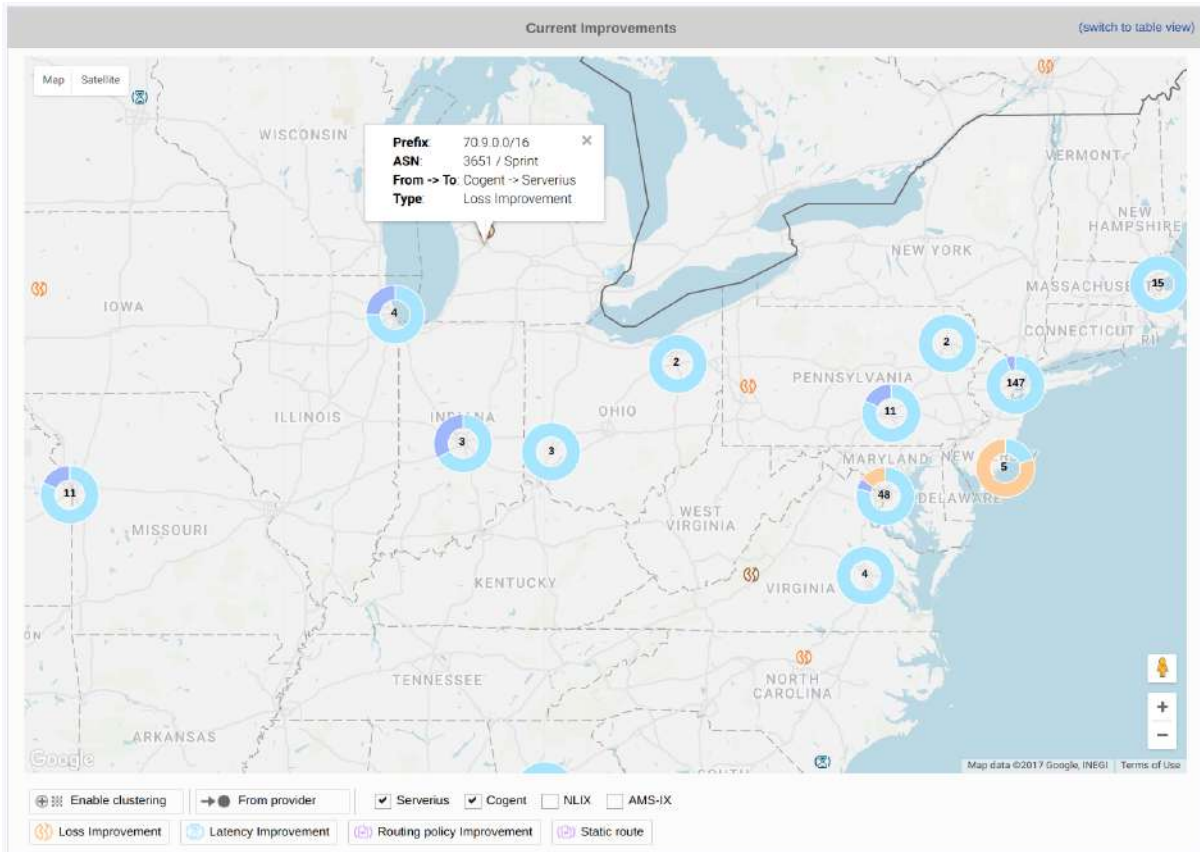 Current Improvements
(switch to table view)
Map Satellite
WISCONSIN
VERMONT
Prefix: 70.9.0.0/16
ASN: 3651 / Sprint
From -> To: Cogent -> Serverius
Type: Loss Improvement
NEW
HAMPSHIRE
NEW YORK
MASSACHUS
15
IOWA
4
CONNECTICUT
RI
2
2
PENNSYLVANIA
147
ILLINOIS
INDIANA
OHIO
11
3
3
MARYLAND
NEW
5
11
48
DELAWARE
MISSOURI
WEST
VIRGINIA
KENTUCKY
VIRGINIA
4
TENNESSEE
NORTH
CAROLINA
ARKANSAS
Google
Map data ©2017 Google, INEGI Terms of Use
Enable clustering From provider Serverius Cogent NLIX AMS-IX
Loss Improvement Latency Improvement Routing policy Improvement Static route